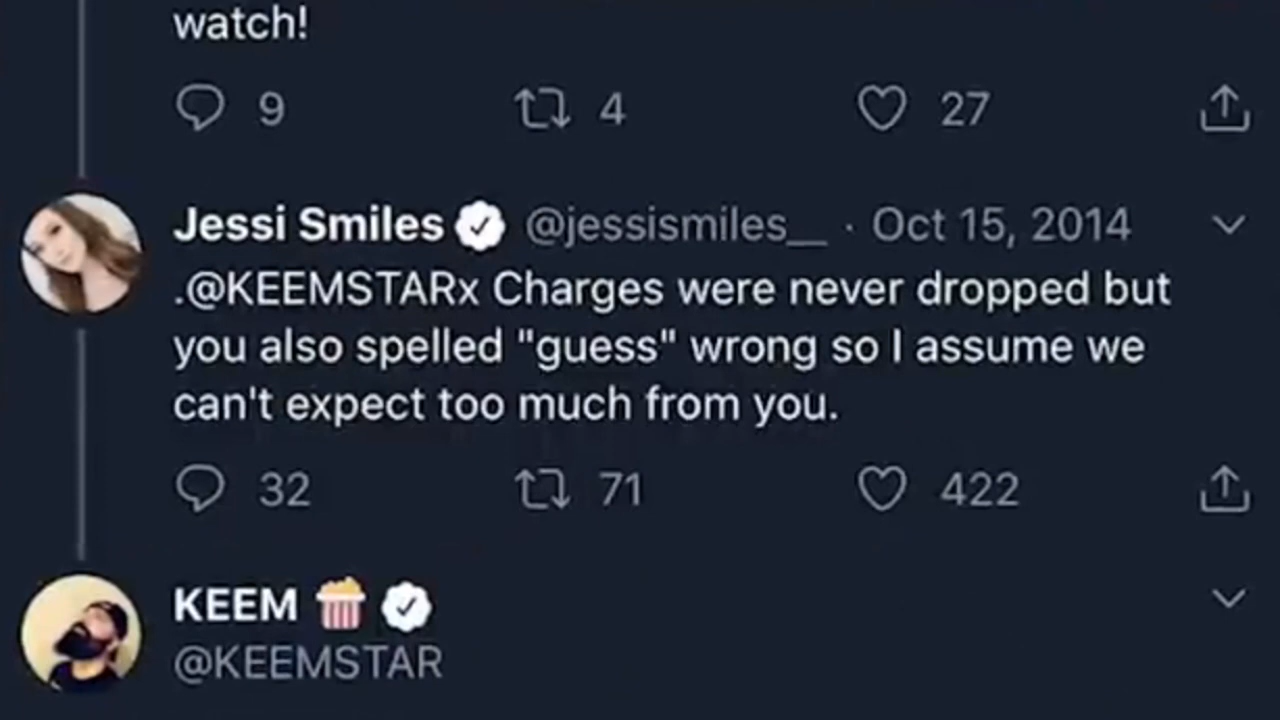 watch!
9 4 27
Jessi Smiles @jessismiles__ · Oct 15, 2014
.@KEEMSTARx Charges were never dropped but
you also spelled "guess" wrong so I assume we
can't expect too much from you.
32 71 422
KEEM 🍿
@KEEMSTAR